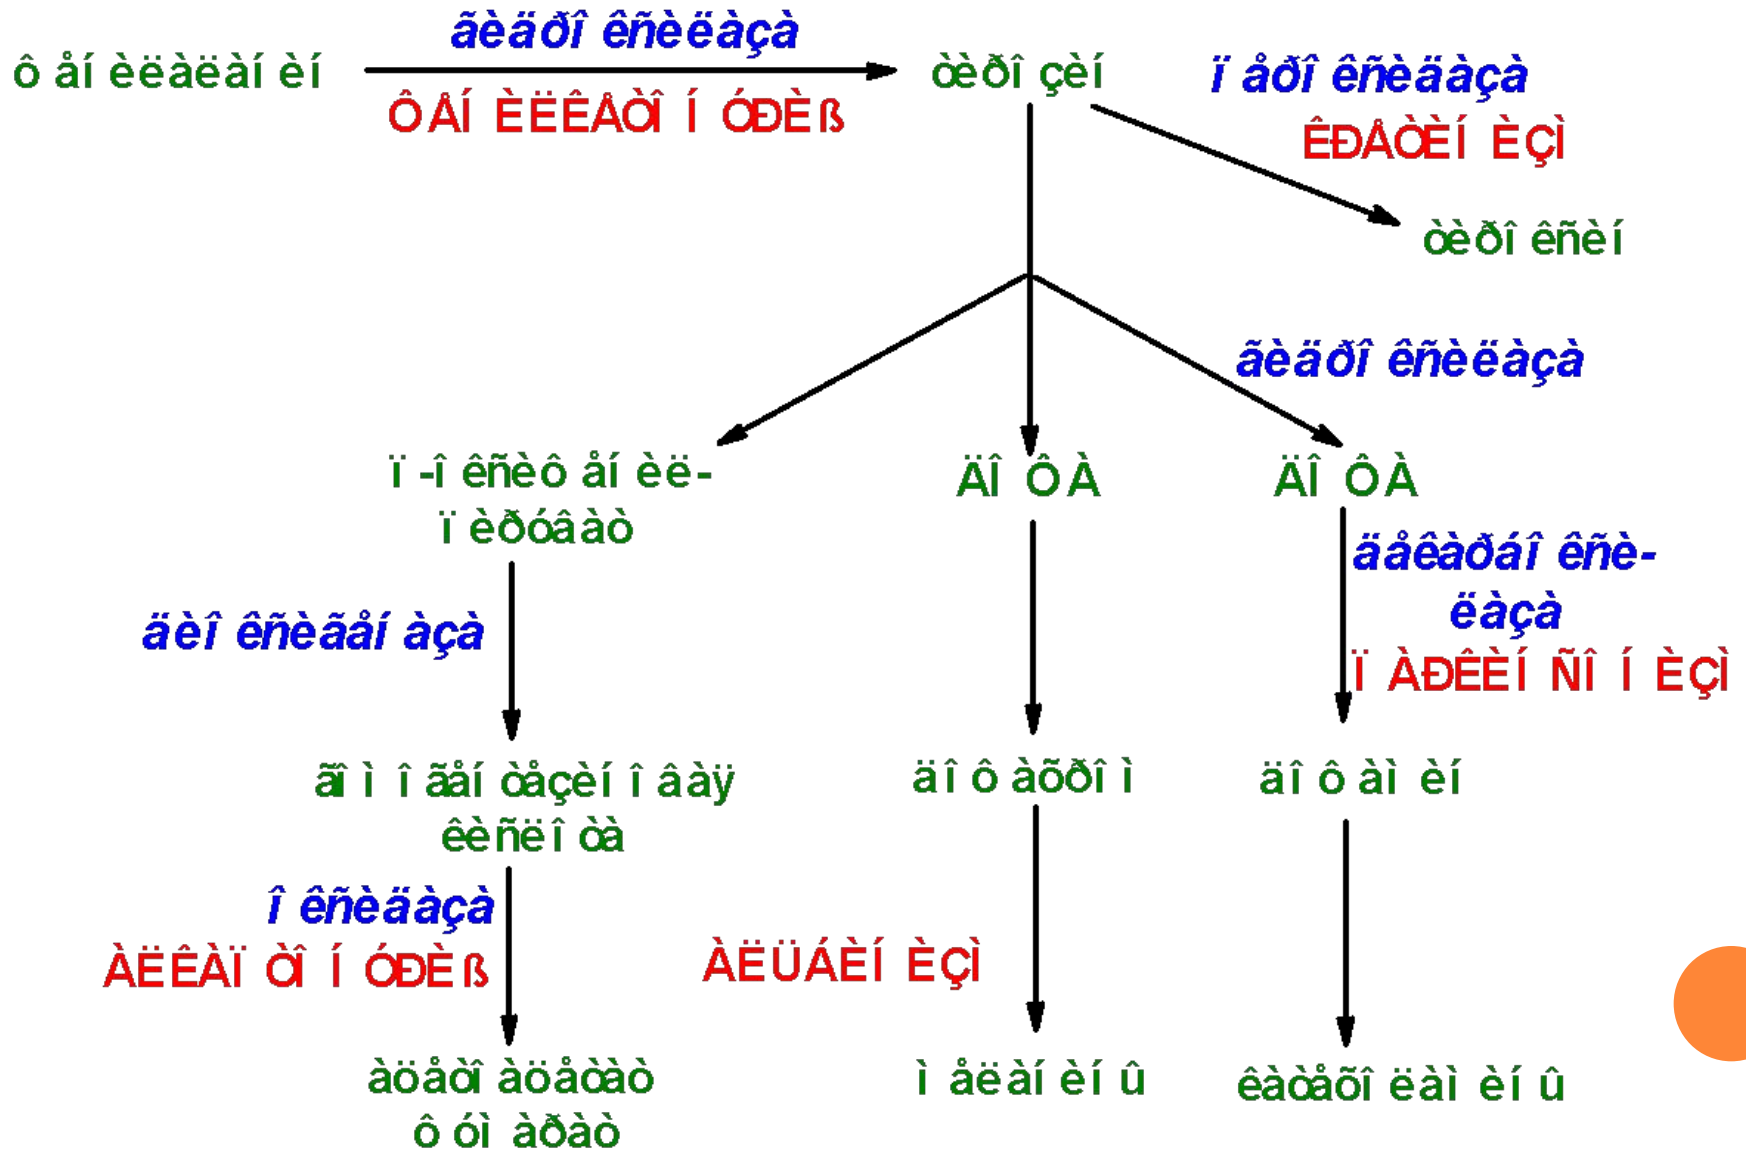 ãèäðî êñèëàçà
ô åí èëàëàí èí
òèðî çèí
ï åðî êñèäàçà
ÔÅÍ ÈËÊÅÒÎ Í ÓÐÈß
ÊÐÅÒÈÍ ÈÇÌ
òèðî êñèí
ãèäðî êñèëàçà
ï -î êñèô åí èë-
ï èðóâàò
ÄÎ ÔÀ
ÄÎ ÔÀ
äåêàðáî êñè-
ëàçà
äèî êñèãåí àçà
Ï ÀÐÊÈÍ ÑÎ Í ÈÇÌ
ãî ì î ãåí òåçèí î âàÿ
êèñëî òà
äî ô àõðî ì
äî ô àì èí
î êñèäàçà
ÀËÊÀÏ ÒÎ Í ÓÐÈß
ÀËÜÁÈÍ ÈÇÌ
àöåòî àöåòàò
ô óì àðàò
ì åëàí èí û
êàòåõî ëàì èí û